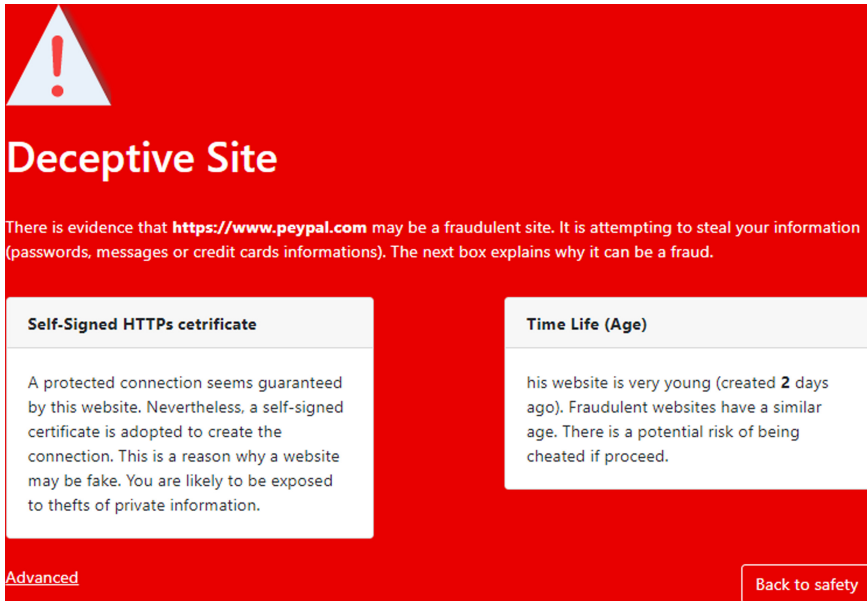 Deceptive Site
There is evidence that https://www.peypal.com may be a fraudulent site. It is attempting to steal your information
(passwords, messages or credit cards informations). The next box explains why it can be a fraud.
Self-Signed HTTPs cetrificate
A protected connection seems guaranteed
by this website. Nevertheless, a self-signed
certificate is adopted to create the
connection. This is a reason why a website
may be fake. You are likely to be exposed
to thefts of private information.
Time Life (Age)
his website is very young (created 2 days
ago). Fraudulent websites have a similar
age. There is a potential risk of being
cheated if proceed.
Advanced
Back to safety